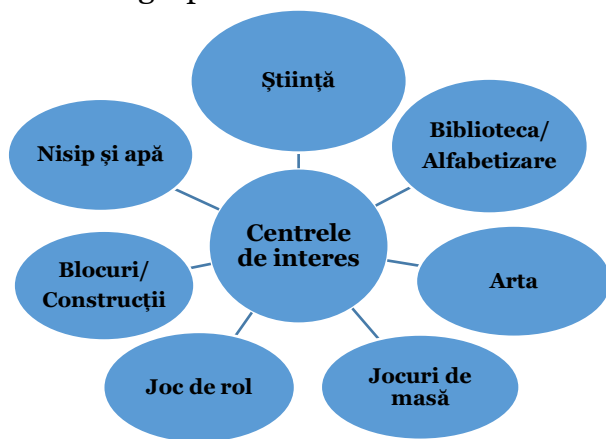 Știință
Nisip și apă
Biblioteca/
Alfabetizare
Centrele
de interes
Blocuri/
Construcții
Arta
Joc de rol
Jocuri de
masă